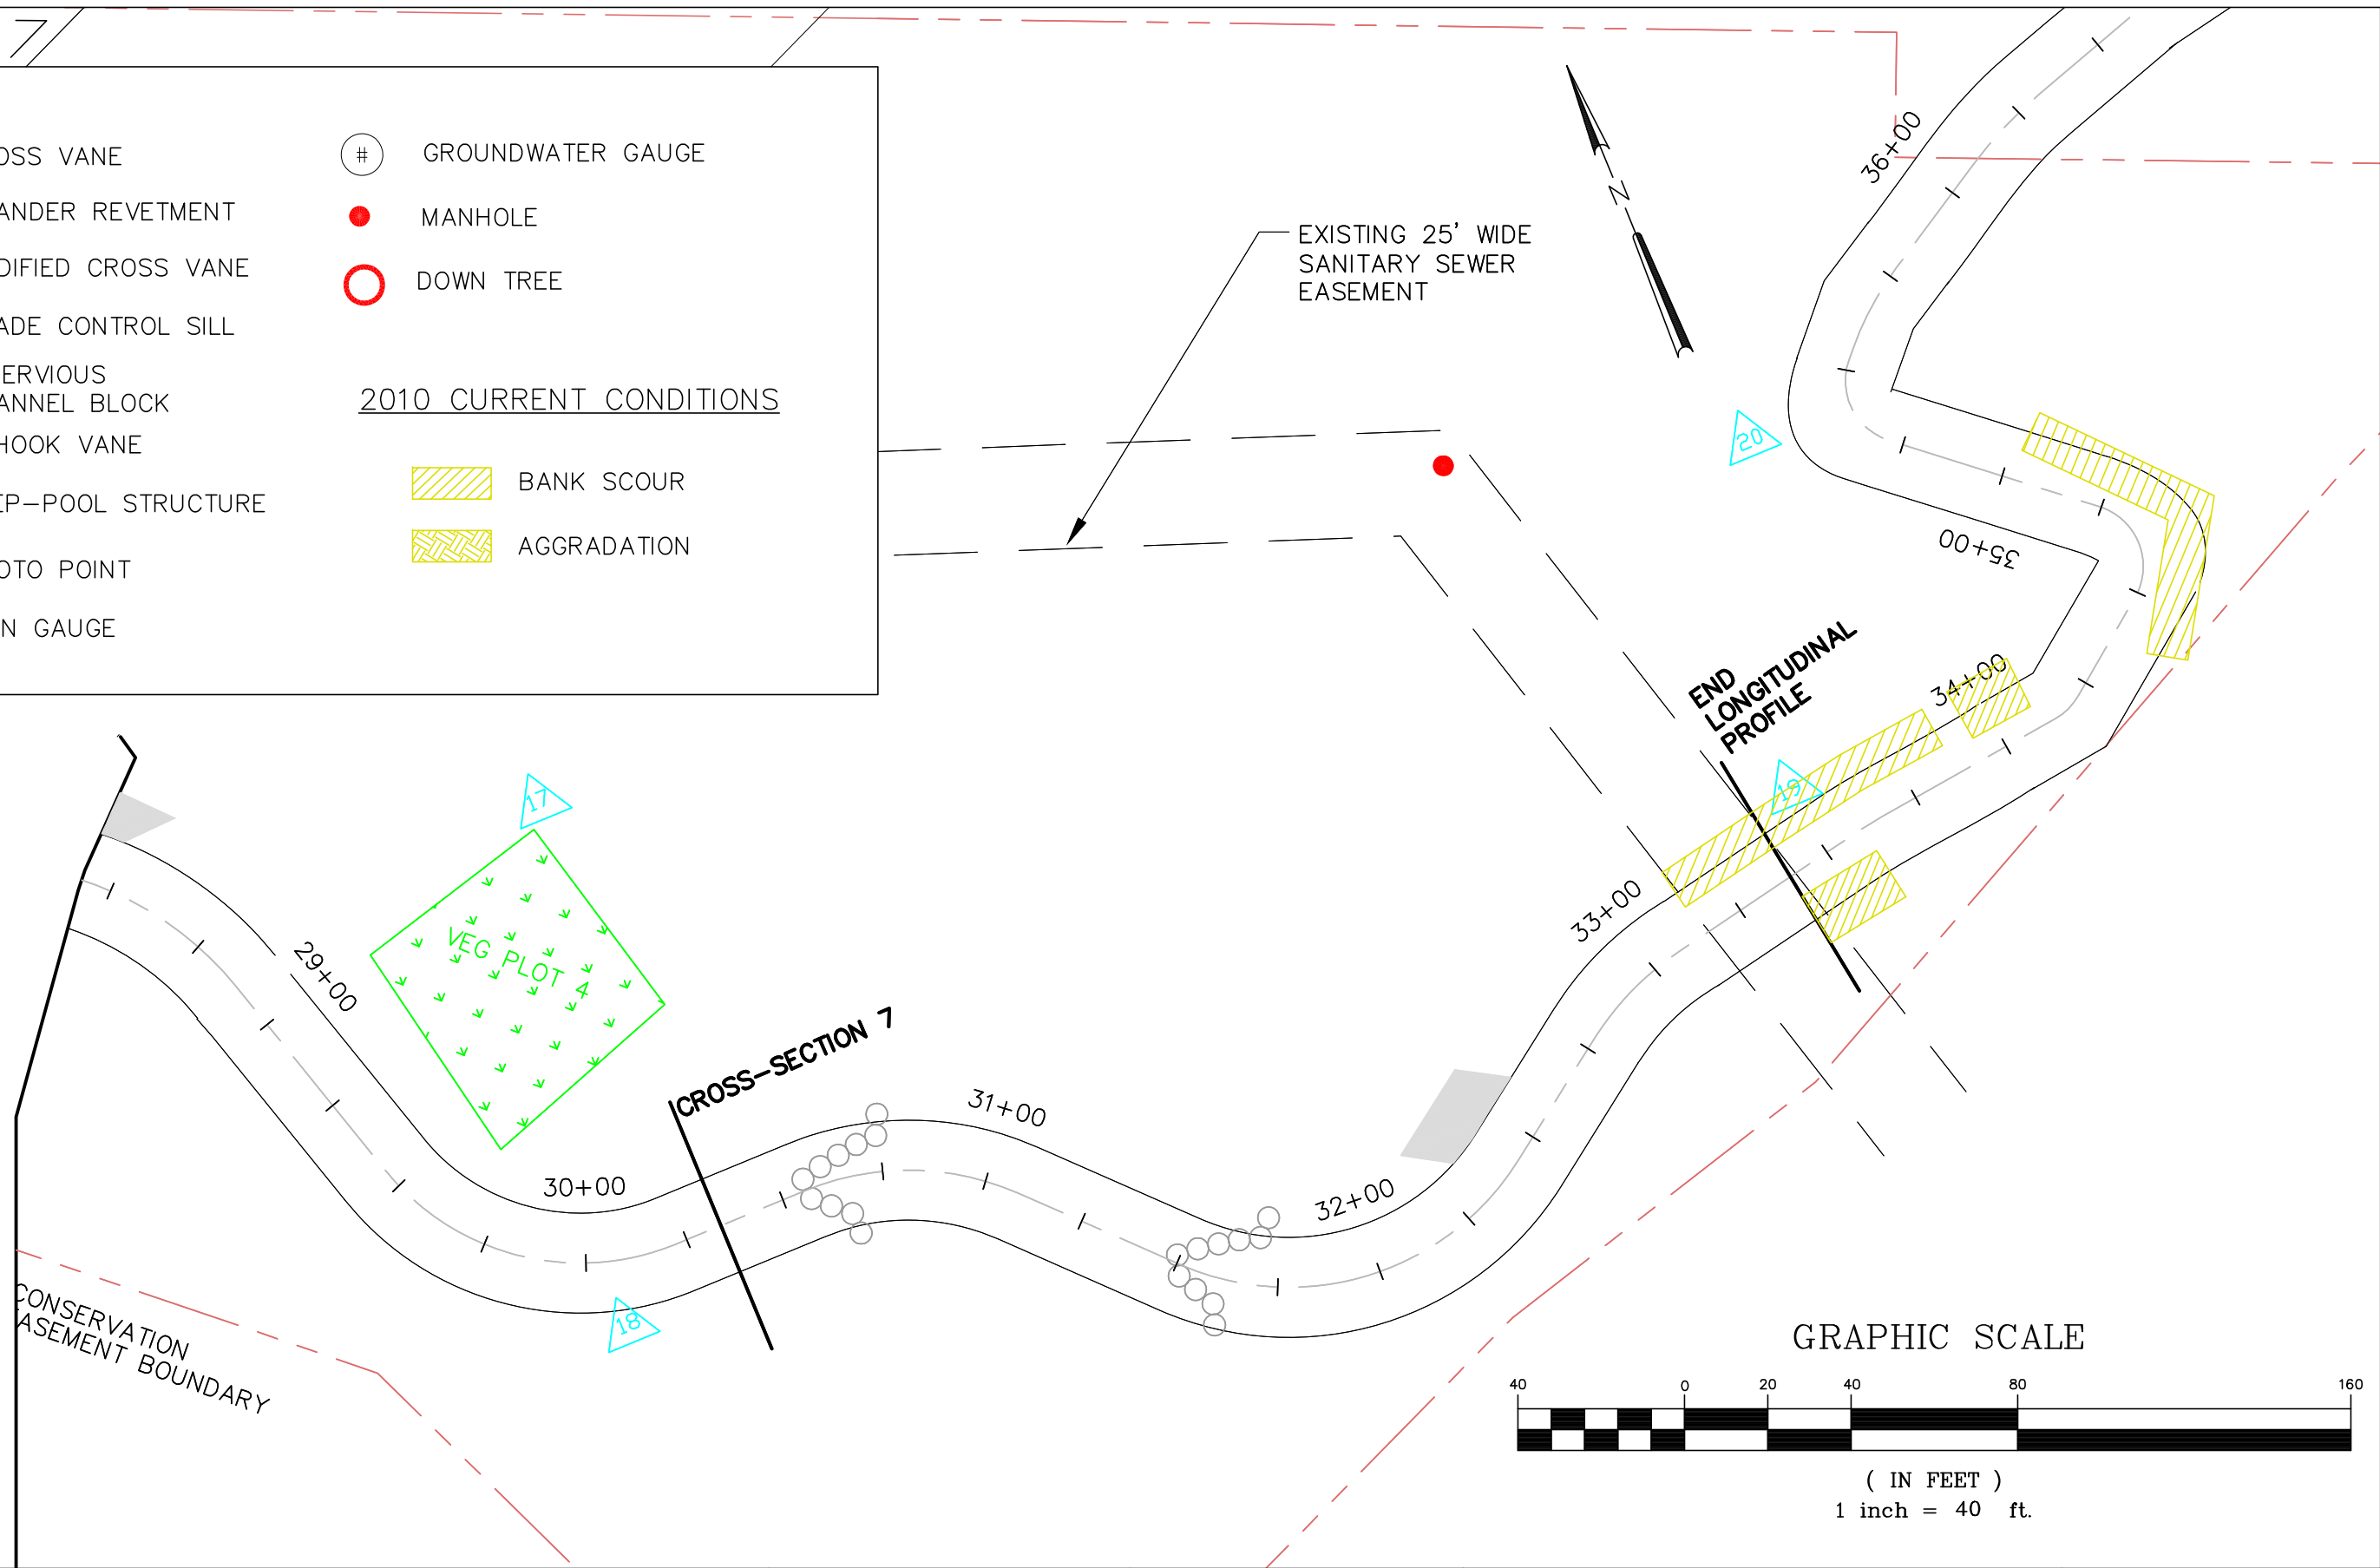 OSS VANE
ANDER REVETMENT
DIFIED CROSS VANE
ADE CONTROL SILL
ERVIOUS
ANNEL BLOCK
HOOK VANE
EP-POOL STRUCTURE
OTO POINT
N GAUGE
# GROUNDWATER GAUGE
MANHOLE
DOWN TREE
2010 CURRENT CONDITIONS
BANK SCOUR
AGGRADATION
EXISTING 25' WIDE
SANITARY SEWER
EASEMENT
N
36+00
20
35+00
34+00
END
LONGITUDINAL
PROFILE
19
33+00
17
VEG PLOT 4
29+00
CROSS-SECTION 7
30+00
31+00
32+00
18
CONSERVATION
ASEMENT BOUNDARY
GRAPHIC SCALE
40 0 20 40 80 160
( IN FEET )
1 inch = 40 ft.